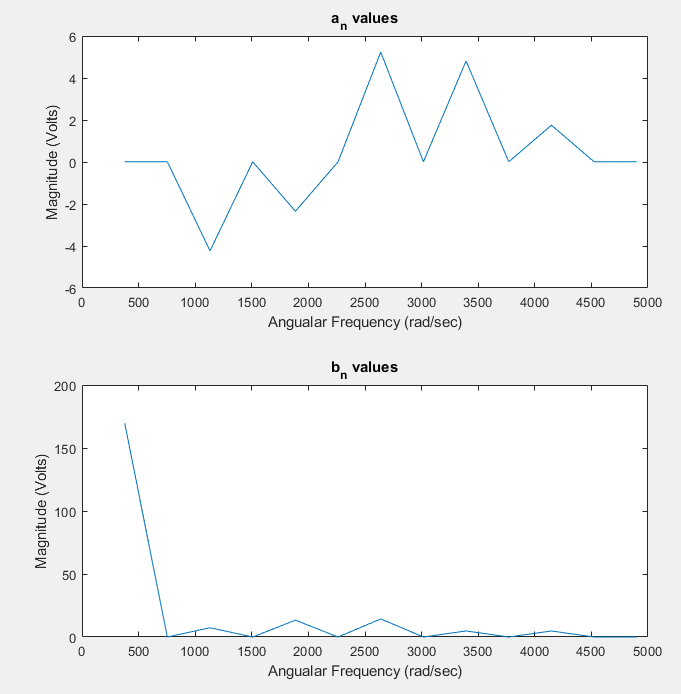 a_n values
6
4
2
0
-2
-4
-6
Magnitude (Volts)
0 500 1000 1500 2000 2500 3000 3500 4000 4500 5000
Angualar Frequency (rad/sec)
b_n values
200
150
100
50
0
Magnitude (Volts)
0 500 1000 1500 2000 2500 3000 3500 4000 4500 5000
Angualar Frequency (rad/sec)